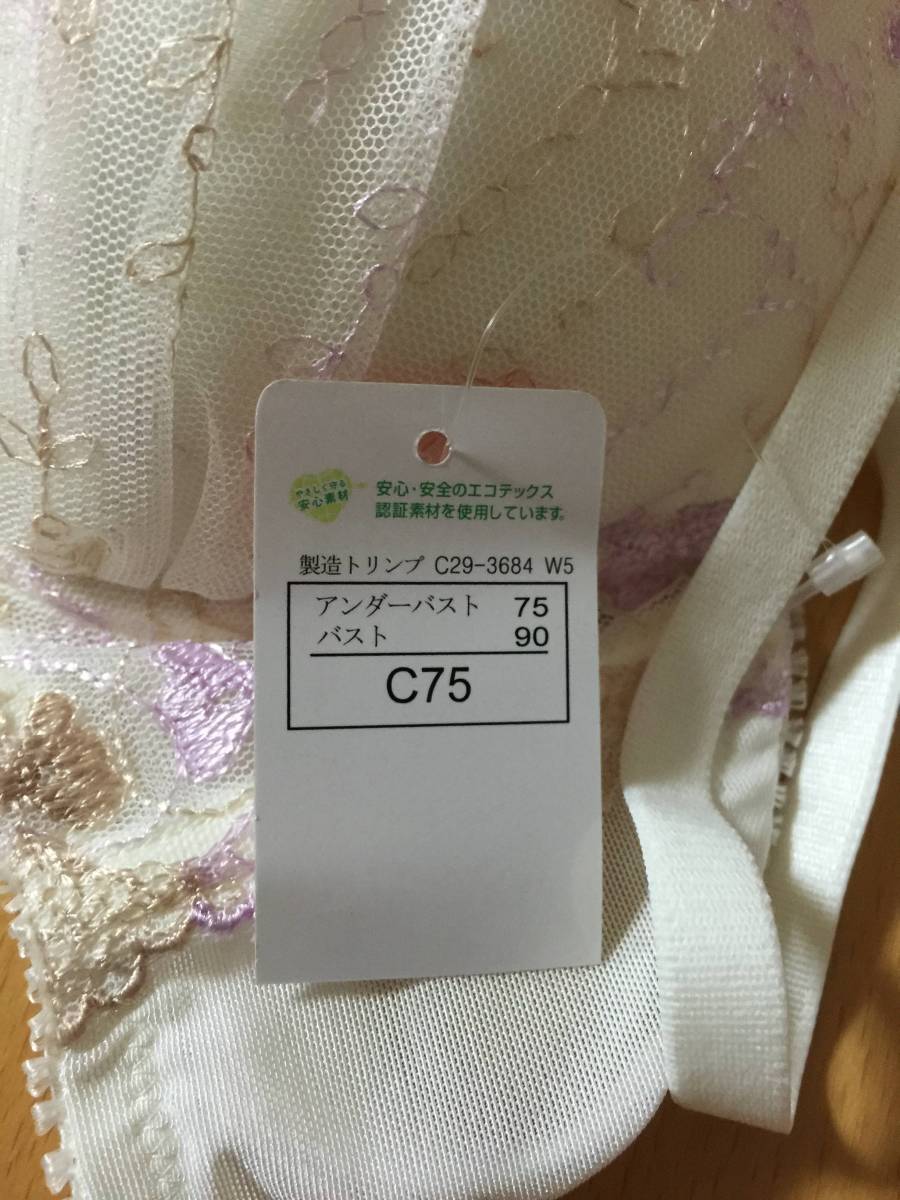 やさしく守る
安心素材
安心・安全のエコテックス
認証素材を使用しています。
製造トリンプ C29-3684 W5
アンダーバスト 75
バスト 90
C75